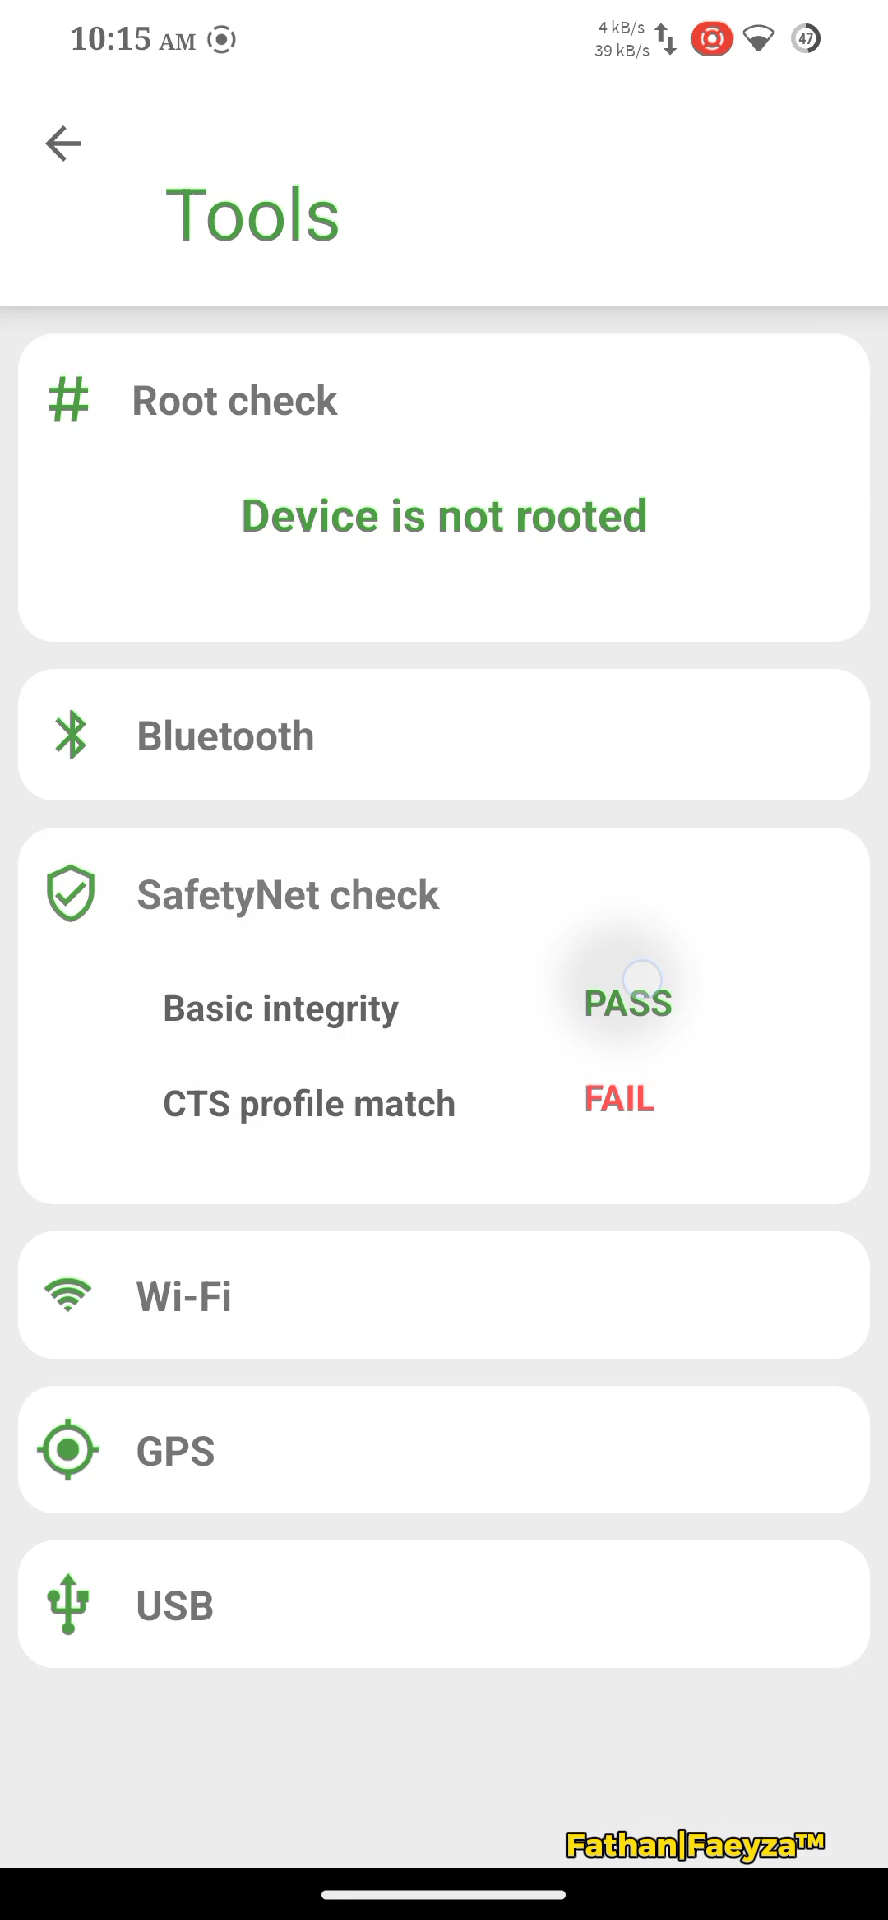 10:15 AM
4 kB/s
39 kB/s
47
Tools
# Root check
Device is not rooted
Bluetooth
SafetyNet check
Basic integrity PASS
CTS profile match FAIL
Wi-Fi
GPS
USB
Fathan|Faeyza™